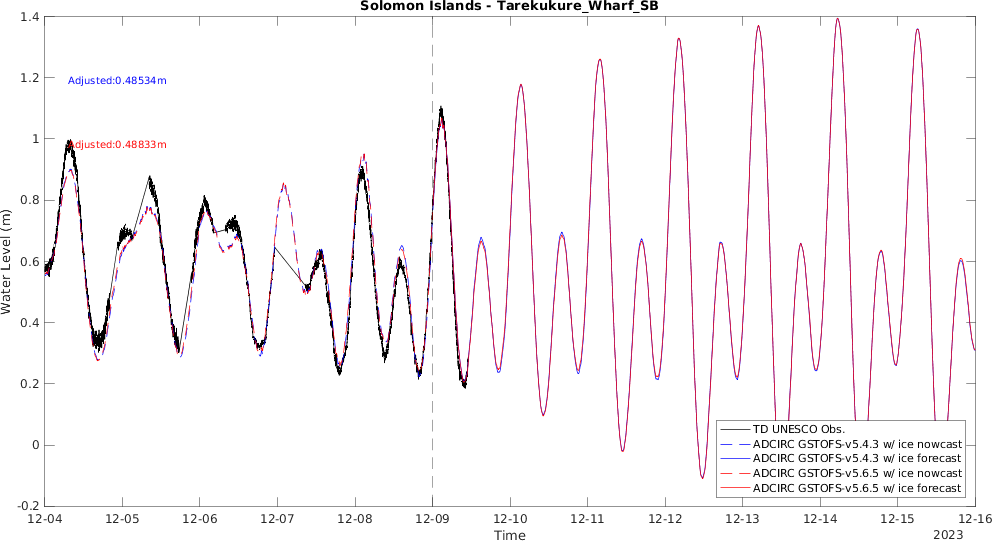 Solomon Islands - Tarekukure_Wharf_SB
1.4
1.2
1
0.8
0.6
0.4
0.2
0
-0.2
Water Level (m)
Adjusted:0.48534m
Adjusted:0.48833m
TD UNESCO Obs.
ADCIRC GSTOFS-v5.4.3 w/ ice nowcast
ADCIRC GSTOFS-v5.4.3 w/ ice forecast
ADCIRC GSTOFS-v5.6.5 w/ ice nowcast
ADCIRC GSTOFS-v5.6.5 w/ ice forecast
12-04 12-05 12-06 12-07 12-08 12-09 12-10 12-11 12-12 12-13 12-14 12-15 12-16
Time
2023